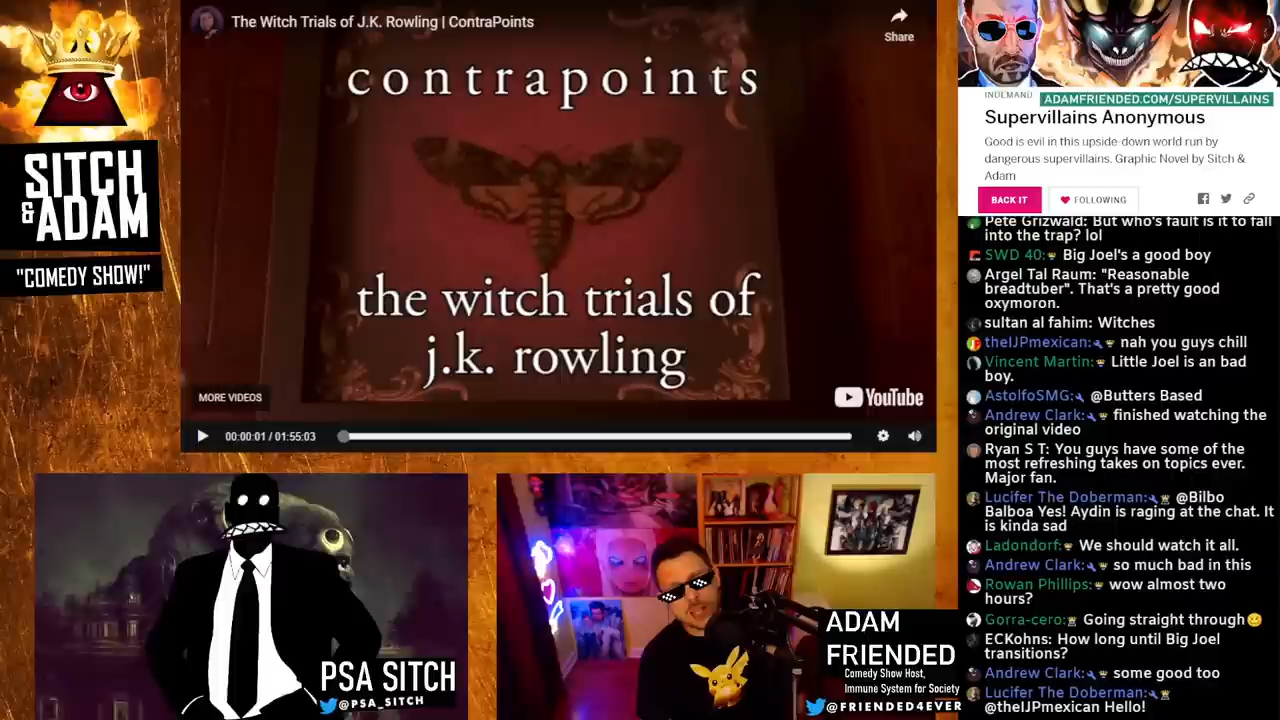 The Witch Trials of J.K. Rowling | ContraPoints
Share
contrapoints
the witch trials of
j.k. rowling
MORE VIDEOS
YouTube
00:00:01 / 01:55:03
SITCH
& ADAM
"COMEDY SHOW!"
PSA SITCH
@PSA_SITCH
ADAM
FRIENDED
Comedy Show Host,
Immune System for Society
@FRIENDED4EVER
INDEMAND
ADAMFRIENDED.COM/SUPERVILLAINS
Supervillains Anonymous
Good is evil in this upside-down world run by
dangerous supervillains. Graphic Novel by Sitch &
Adam
BACK IT
FOLLOWING
Pete Grizwald: But who's fault is it to fall
into the trap? lol
SWD 40: Big Joel's a good boy
Argel Tal Raum: "Reasonable
breadtuber". That's a pretty good
oxymoron.
sultan al fahim: Witches
theIJPmexican: nah you guys chill
Vincent Martin: Little Joel is an bad
boy.
AstolfoSMG: @Butters Based
Andrew Clark: finished watching the
original video
Ryan S T: You guys have some of the
most refreshing takes on topics ever.
Major fan.
Lucifer The Doberman: @Bilbo
Balboa Yes! Aydin is raging at the chat. It
is kinda sad
Ladondorf: We should watch it all.
Andrew Clark: so much bad in this
Rowan Phillips: wow almost two
hours?
Gorra-cero: Going straight through
ECKohns: How long until Big Joel
transitions?
Andrew Clark: some good too
Lucifer The Doberman:
@theIJPmexican Hello!